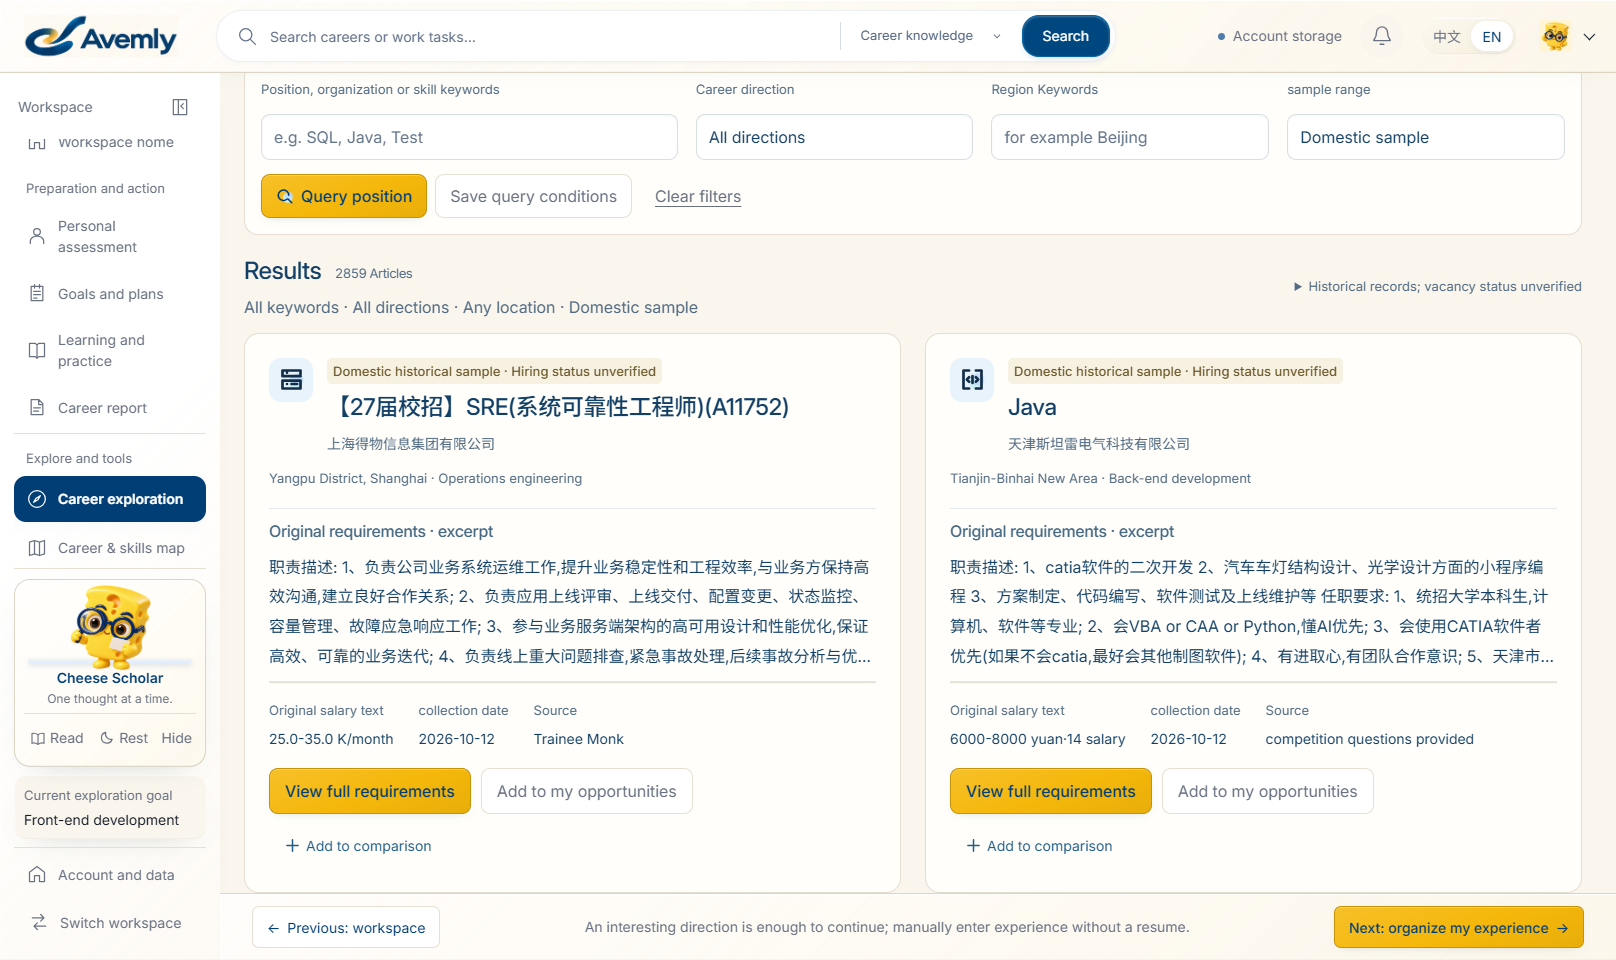 Avemly
Search careers or work tasks...
Career knowledge
Search
Account storage
中文
EN
Workspace
Workspace home
Preparation and action
Personal
assessment
Goals and plans
Learning and
practice
Career report
Explore and tools
Career exploration
Career & skills map
Cheese Scholar
One thought at a time.
Read
Rest
Hide
Current exploration goal
Front-end development
Account and data
Switch workspace
Position, organization or skill keywords
Career direction
Region Keywords
sample range
e.g. SQL, Java, Test
All directions
for example Beijing
Domestic sample
Query position
Save query conditions
Clear filters
Results 2859 Articles
▶ Historical records; vacancy status unverified
All keywords · All directions · Any location · Domestic sample
Domestic historical sample · Hiring status unverified
【27届校招】SRE(系统可靠性工程师)(A11752)
上海得物信息集团有限公司
Yangpu District, Shanghai · Operations engineering
Original requirements · excerpt
职责描述: 1、负责公司业务系统运维工作,提升业务稳定性和工程效率,与业务方保持高
效沟通,建立良好合作关系; 2、负责应用上线评审、上线交付、配置变更、状态监控、
容量管理、故障应急响应工作; 3、参与业务服务端架构的高可用设计和性能优化,保证
高效、可靠的业务迭代; 4、负责线上重大问题排查,紧急事故处理,后续事故分析与优...
Original salary text
collection date
Source
25.0-35.0 K/month
2026-10-12
Trainee Monk
View full requirements
Add to my opportunities
+ Add to comparison
Domestic historical sample · Hiring status unverified
Java
天津斯坦雷电气科技有限公司
Tianjin-Binhai New Area · Back-end development
Original requirements · excerpt
职责描述: 1、catia软件的二次开发 2、汽车车灯结构设计、光学设计方面的小程序编
程 3、方案制定、代码编写、软件测试及上线维护等 任职要求: 1、统招大学本科生,计
算机、软件等专业; 2、会VBA or CAA or Python,懂AI优先; 3、会使用CATIA软件者
优先(如果不会catia,最好会其他制图软件); 4、有进取心,有团队合作意识; 5、天津市...
Original salary text
collection date
Source
6000-8000 yuan·14 salary
2026-10-12
competition questions provided
View full requirements
Add to my opportunities
+ Add to comparison
← Previous: workspace
An interesting direction is enough to continue; manually enter experience without a resume.
Next: organize my experience →